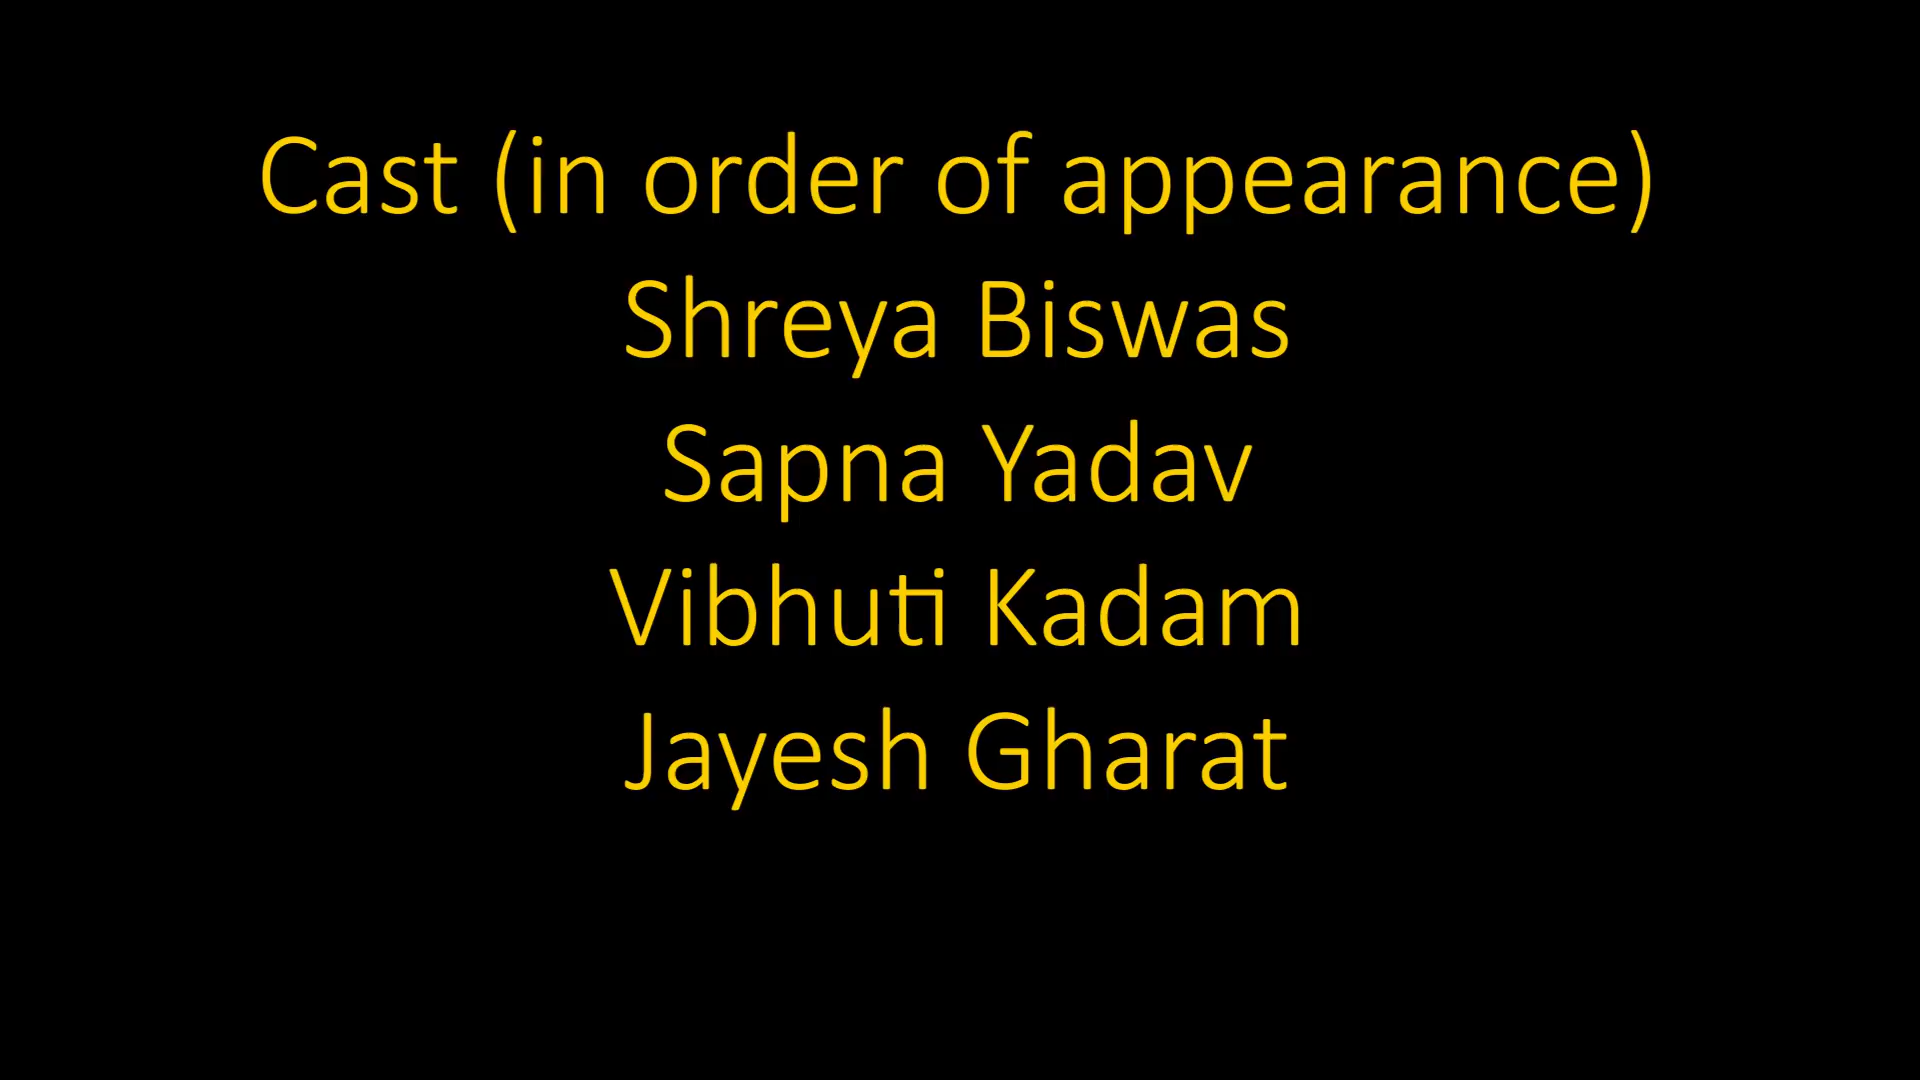 Cast (in order of appearance)
Shreya Biswas
Sapna Yadav
Vibhuti Kadam
Jayesh Gharat